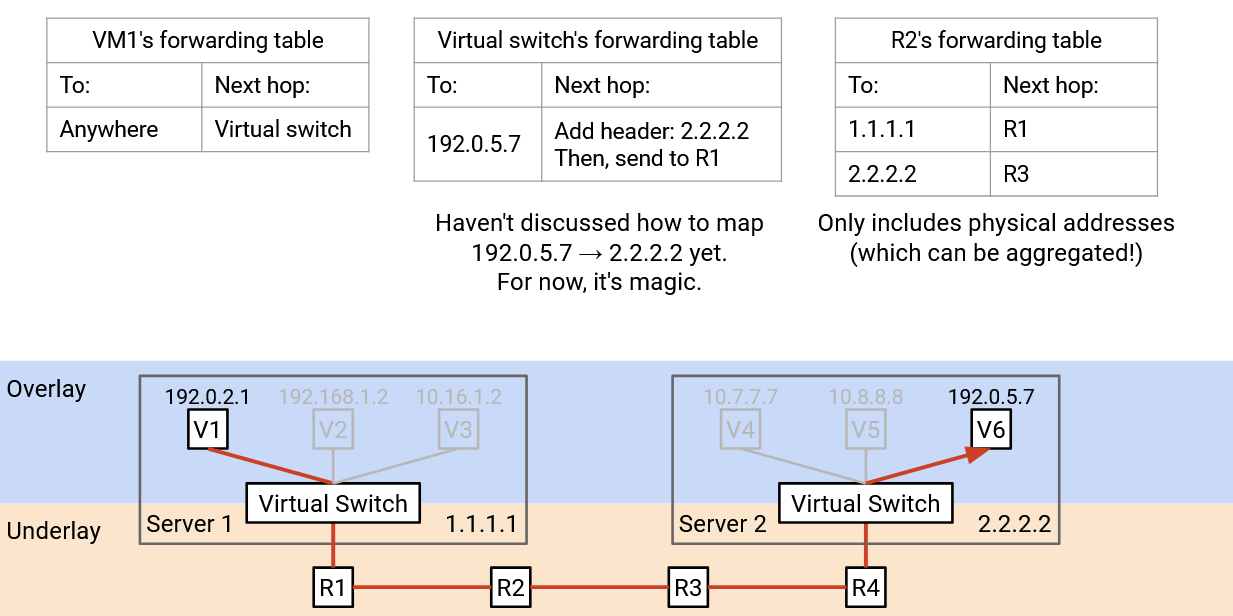 VM1's forwarding table
To:
Next hop:
Anywhere
Virtual switch
Virtual switch's forwarding table
To:
Next hop:
192.0.5.7
Add header: 2.2.2.2
Then, send to R1
Haven't discussed how to map
192.0.5.7 → 2.2.2.2 yet.
For now, it's magic.
R2's forwarding table
To:
Next hop:
1.1.1.1
R1
2.2.2.2
R3
Only includes physical addresses
(which can be aggregated!)
Overlay
192.0.2.1
192.168.1.2
10.16.1.2
V1
V2
V3
Virtual Switch
Server 1
1.1.1.1
10.7.7.7
10.8.8.8
192.0.5.7
V4
V5
V6
Virtual Switch
Server 2
2.2.2.2
Underlay
R1
R2
R3
R4